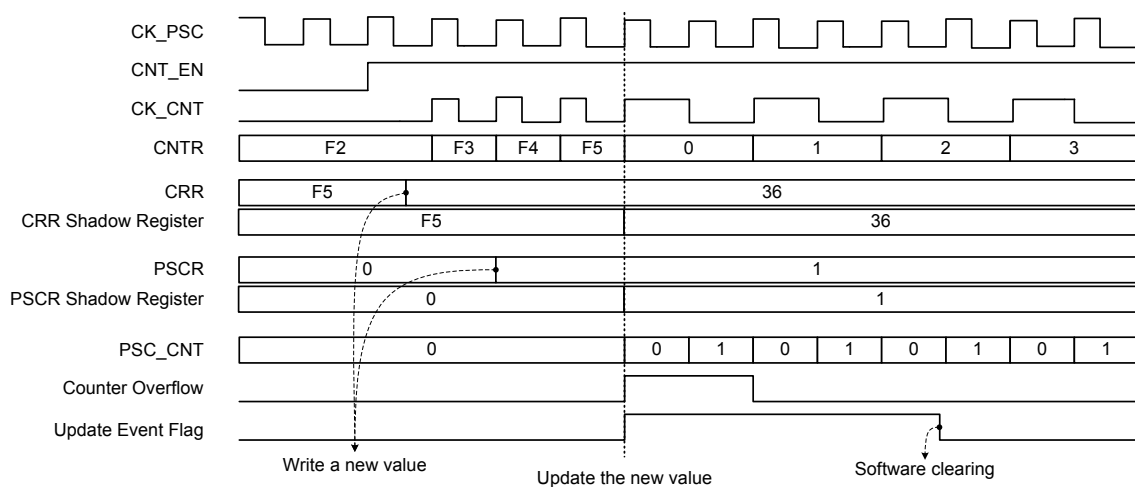 CK_PSC
CNT_EN
CK_CNT
CNTR F2 F3 F4 F5 0 1 2 3
CRR F5 36
CRR Shadow Register F5 36
PSCR 0 1
PSCR Shadow Register 0 1
PSC_CNT 0 0 1 0 1 0 1 0 1
Counter Overflow
Update Event Flag
Write a new value Update the new value Software clearing